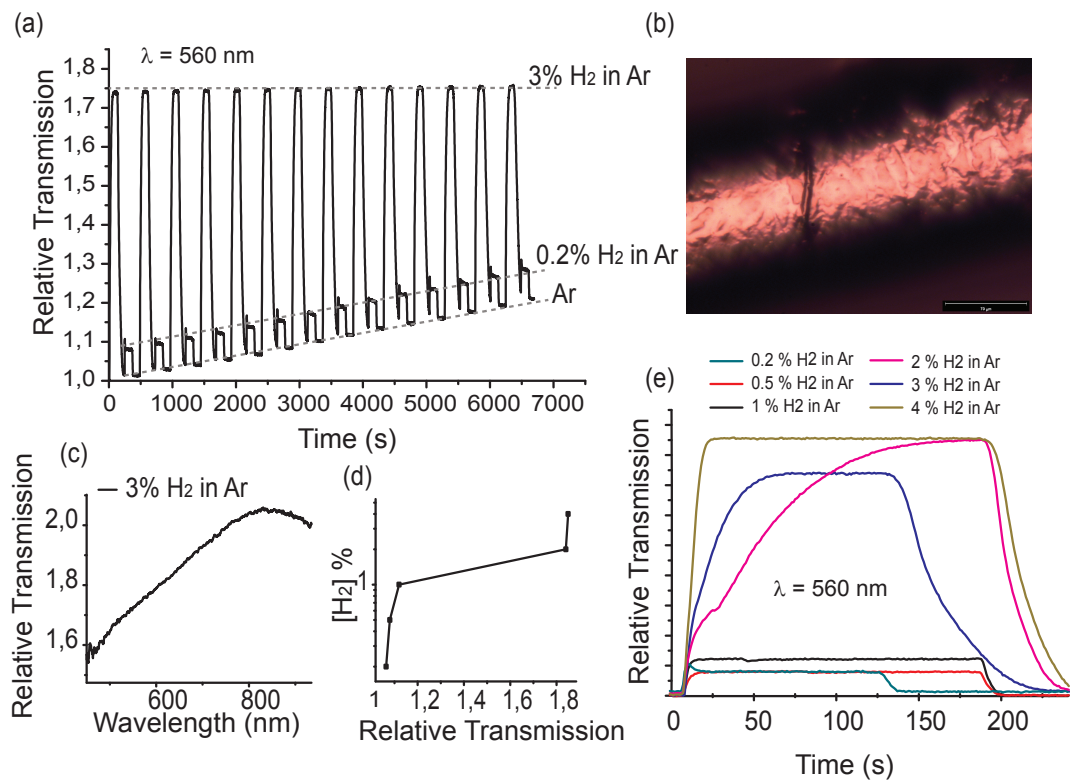 (a)
λ = 560 nm
3% H2 in Ar
0.2% H2 in Ar
Ar
Relative Transmission
1,8
1,7
1,6
1,5
1,4
1,3
1,2
1,1
1,0
0 1000 2000 3000 4000 5000 6000 7000
Time (s)
(b)
(c)
3% H2 in Ar
Relative Transmission
2,0
1,8
1,6
600 800
Wavelength (nm)
(d)
[H2] %
1
1 1,2 1,4 1,6 1,8
Relative Transmission
(e)
0.2 % H2 in Ar
0.5 % H2 in Ar
1 % H2 in Ar
2 % H2 in Ar
3 % H2 in Ar
4 % H2 in Ar
Relative Transmission
λ = 560 nm
0 50 100 150 200
Time (s)